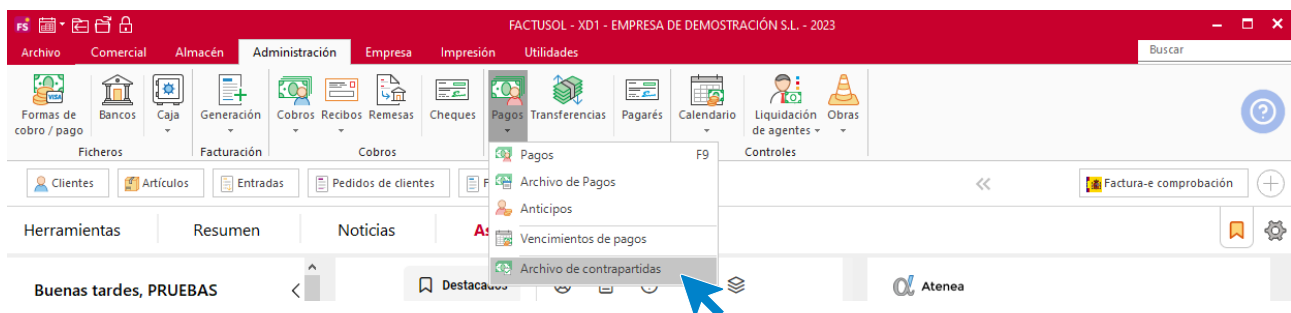 FS
FACTUSOL - XD1 - EMPRESA DE DEMOSTRACIÓN S.L. - 2023
Archivo Comercial Almacén Administración Empresa Impresión Utilidades Buscar
Formas de cobro / pago
Bancos
Caja
Generación
Cobros Recibos Remesas
Cheques
Pagos Transferencias Pagarés
Calendario
Liquidación de agentes
Obras
Ficheros Facturación Cobros Controles
Pagos F9
Archivo de Pagos
Anticipos
Vencimientos de pagos
Archivo de contrapartidas
Clientes Artículos Entradas Pedidos de clientes F Factura-e comprobación
Herramientas Resumen Noticias As
Buenas tardes, PRUEBAS
Destacados
Atenea